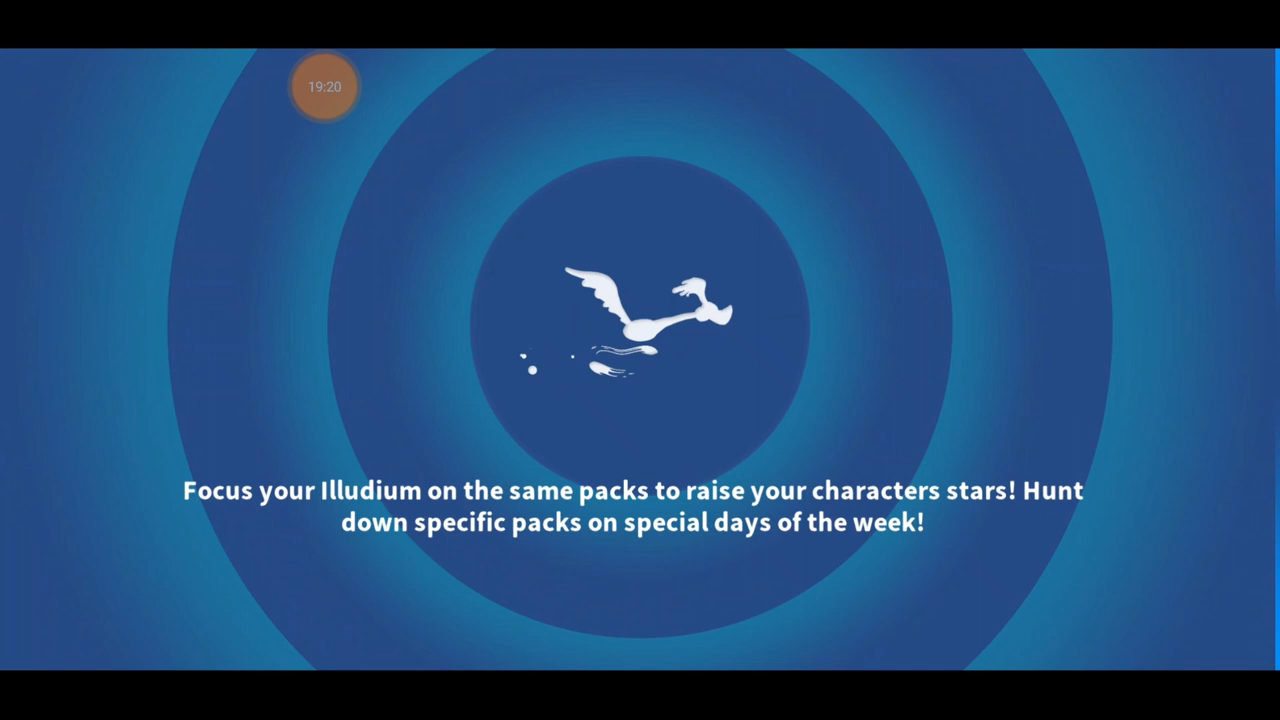 19:20
Focus your Illudium on the same packs to raise your characters stars! Hunt
down specific packs on special days of the week!